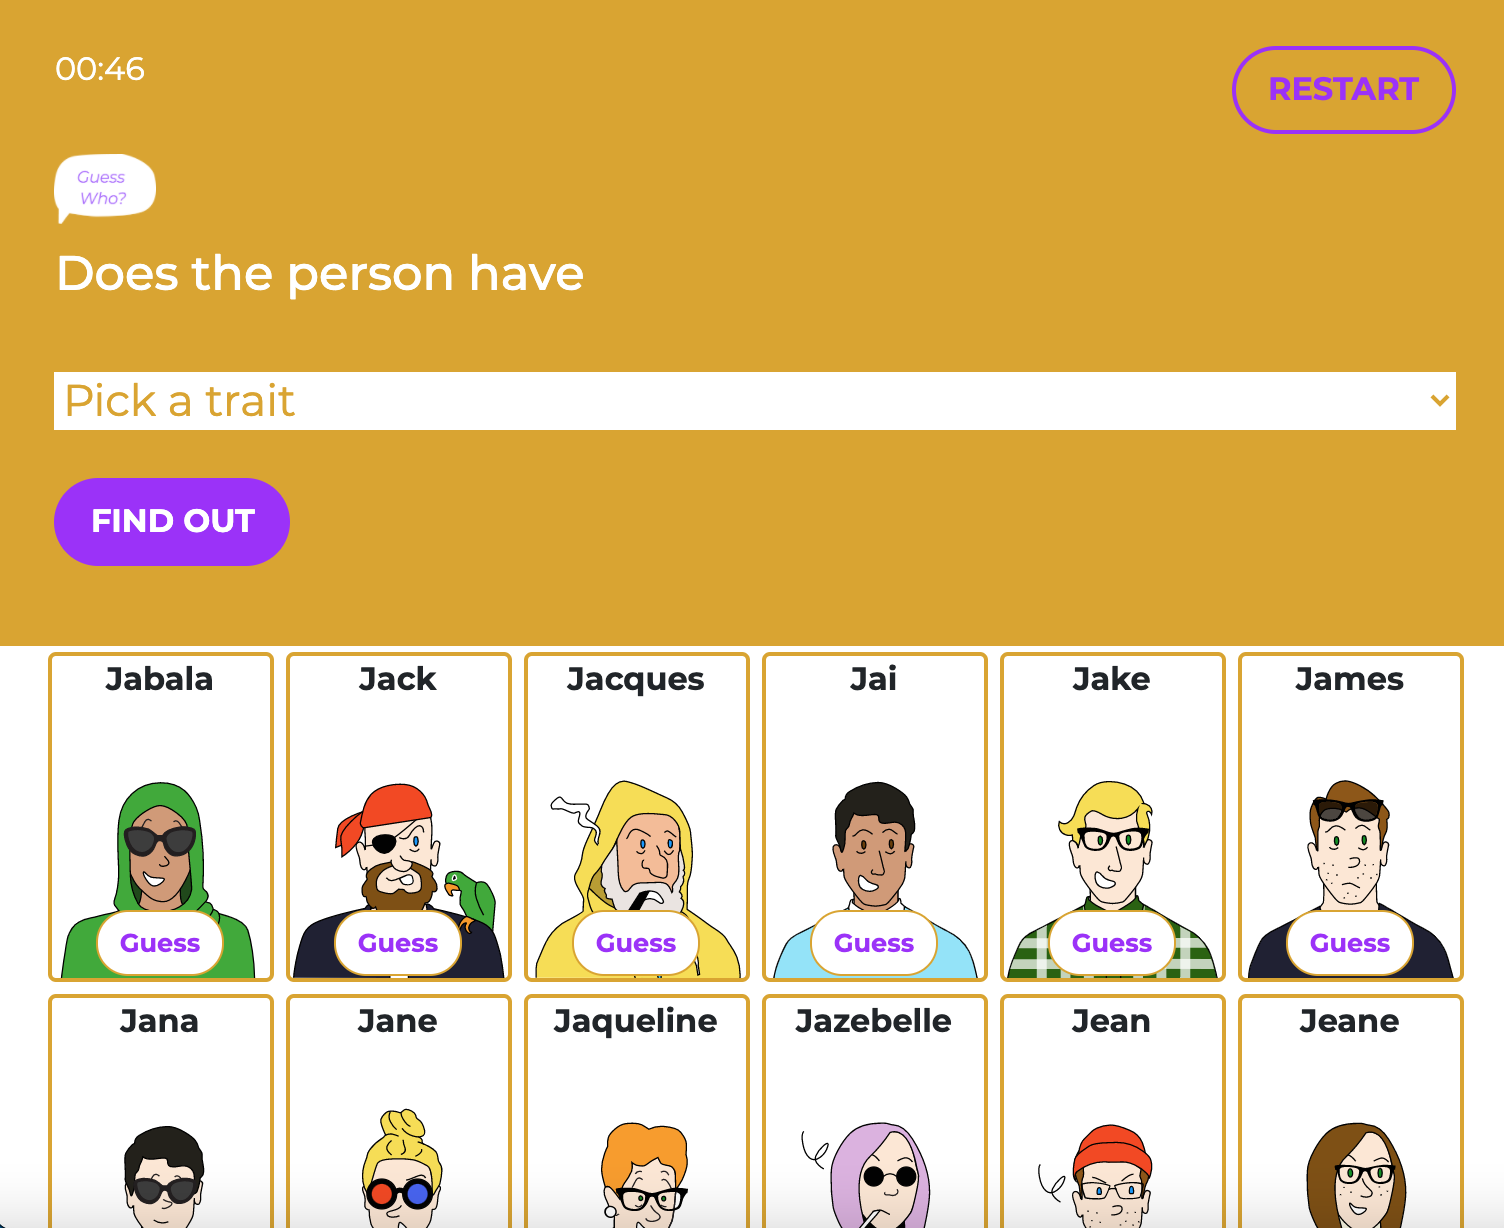 00:46
RESTART
Guess
Who?
Does the person have
Pick a trait
FIND OUT
Jabala
Jack
Jacques
Jai
Jake
James
Guess
Guess
Guess
Guess
Guess
Guess
Jana
Jane
Jaqueline
Jazebelle
Jean
Jeane